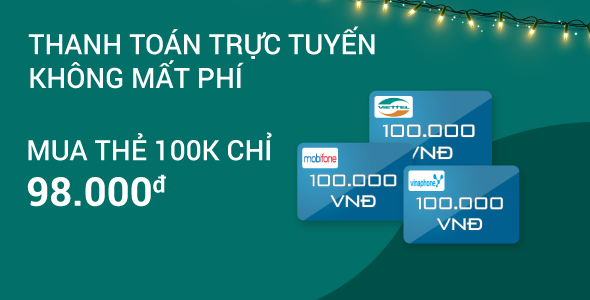 THANH TOÁN TRỰC TUYẾN
KHÔNG MẤT PHÍ
MUA THẺ 100K CHỈ
98.000đ
VIETTEL
100.000
VNĐ
mobifone
100.000
VNĐ
vinaphone
100.000
VNĐ